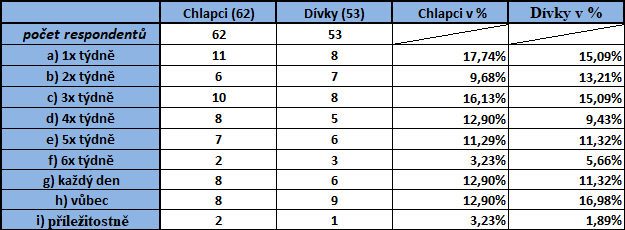 Chlapci (62) Dívky (53) Chlapci v % Dívky v %
počet respondentů 62 53
a) 1x týdně 11 8 17,74% 15,09%
b) 2x týdně 6 7 9,68% 13,21%
c) 3x týdně 10 8 16,13% 15,09%
d) 4x týdně 8 5 12,90% 9,43%
e) 5x týdně 7 6 11,29% 11,32%
f) 6x týdně 2 3 3,23% 5,66%
g) každý den 8 6 12,90% 11,32%
h) vůbec 8 9 12,90% 16,98%
i) příležitostně 2 1 3,23% 1,89%